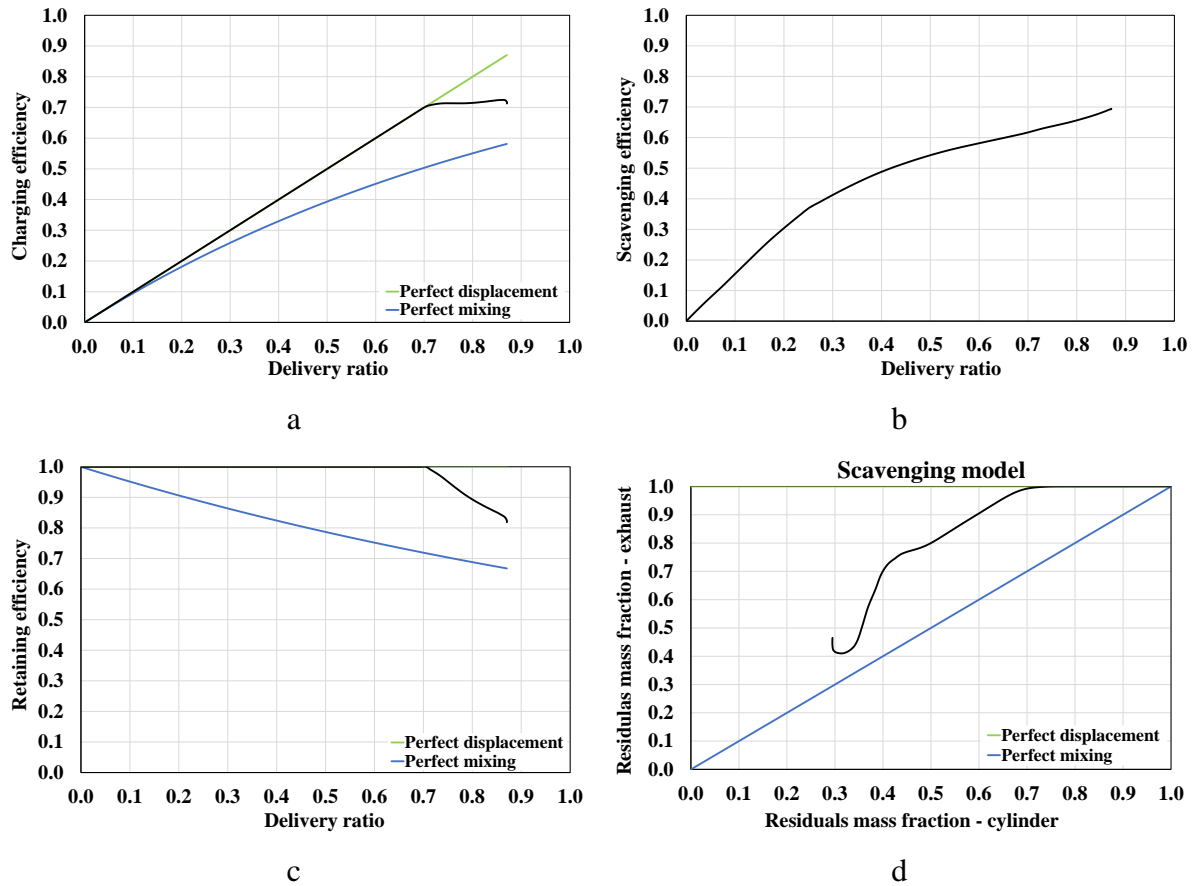 1.0
0.9
0.8
0.7
0.6
0.5
0.4
0.3
0.2
0.1
0.0
Charging efficiency
Perfect displacement
Perfect mixing
0.0 0.1 0.2 0.3 0.4 0.5 0.6 0.7 0.8 0.9 1.0
Delivery ratio
a
1.0
0.9
0.8
0.7
0.6
0.5
0.4
0.3
0.2
0.1
0.0
Scavenging efficiency
0.0 0.1 0.2 0.3 0.4 0.5 0.6 0.7 0.8 0.9 1.0
Delivery ratio
b
1.0
0.9
0.8
0.7
0.6
0.5
0.4
0.3
0.2
0.1
0.0
Retaining efficiency
Perfect displacement
Perfect mixing
0.0 0.1 0.2 0.3 0.4 0.5 0.6 0.7 0.8 0.9 1.0
Delivery ratio
c
Scavenging model
1.0
0.9
0.8
0.7
0.6
0.5
0.4
0.3
0.2
0.1
0.0
Residulas mass fraction - exhaust
Perfect displacement
Perfect mixing
0.0 0.1 0.2 0.3 0.4 0.5 0.6 0.7 0.8 0.9 1.0
Residuals mass fraction - cylinder
d